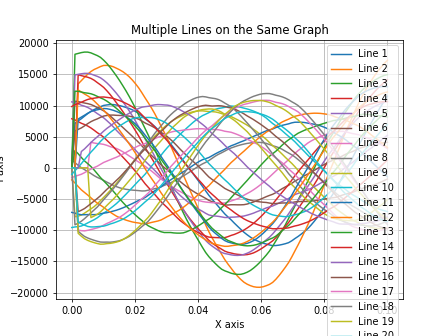 Multiple Lines on the Same Graph
20000
15000
10000
5000
0
−5000
−10000
−15000
−20000
0.00
0.02
0.04
0.06
X axis
Line 1
Line 2
Line 3
Line 4
Line 5
Line 6
Line 7
Line 8
Line 9
Line 10
Line 11
Line 12
Line 13
Line 14
Line 15
Line 16
Line 17
Line 18
Line 19
Line 20